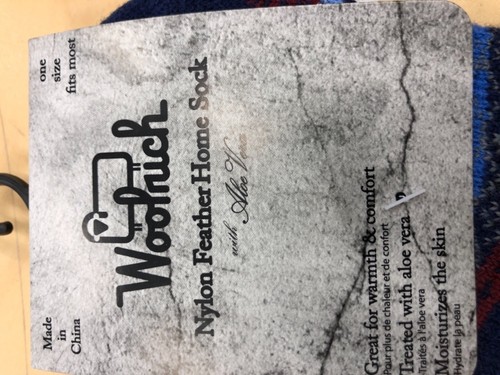 Made
in
China
one
size
fits most
Woolrich
Nylon Feather Home Sock
with Aloe Vera
Great for warmth & comfort
Pour plus de chaleur et de confort
Treated with aloe vera
Traités à l'aloe vera
Moisturizes the skin
Hydrate la peau